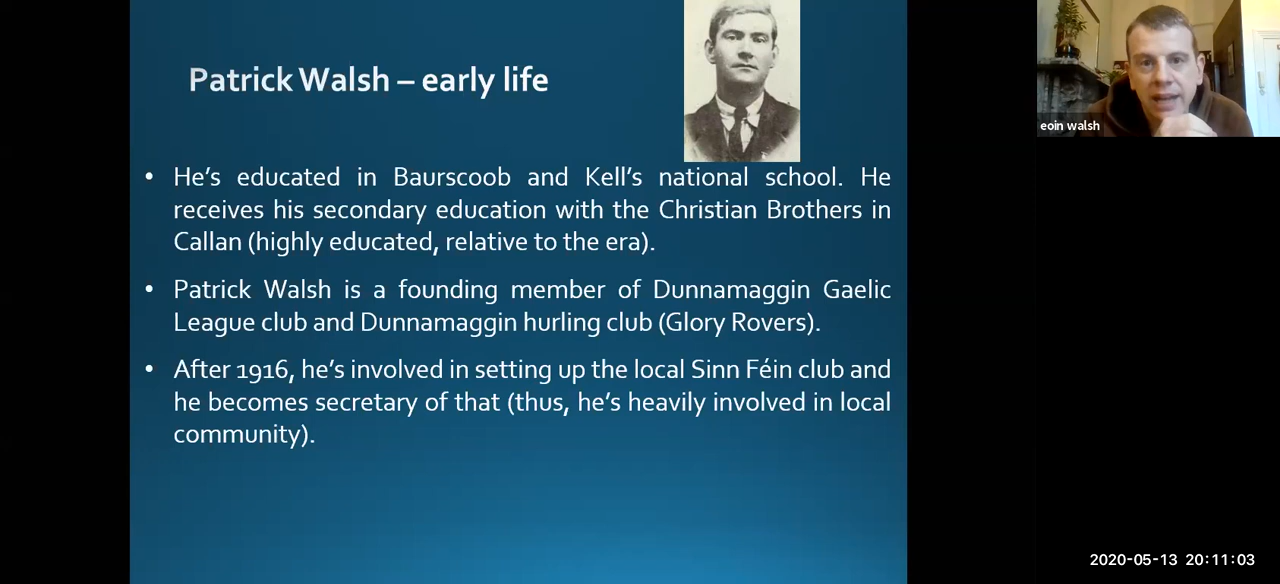 Patrick Walsh – early life
eoin walsh
• He's educated in Baurscoob and Kell's national school. He
receives his secondary education with the Christian Brothers in
Callan (highly educated, relative to the era).
• Patrick Walsh is a founding member of Dunnamaggin Gaelic
League club and Dunnamaggin hurling club (Glory Rovers).
• After 1916, he's involved in setting up the local Sinn Féin club and
he becomes secretary of that (thus, he's heavily involved in local
community).
2020-05-13 20:11:03